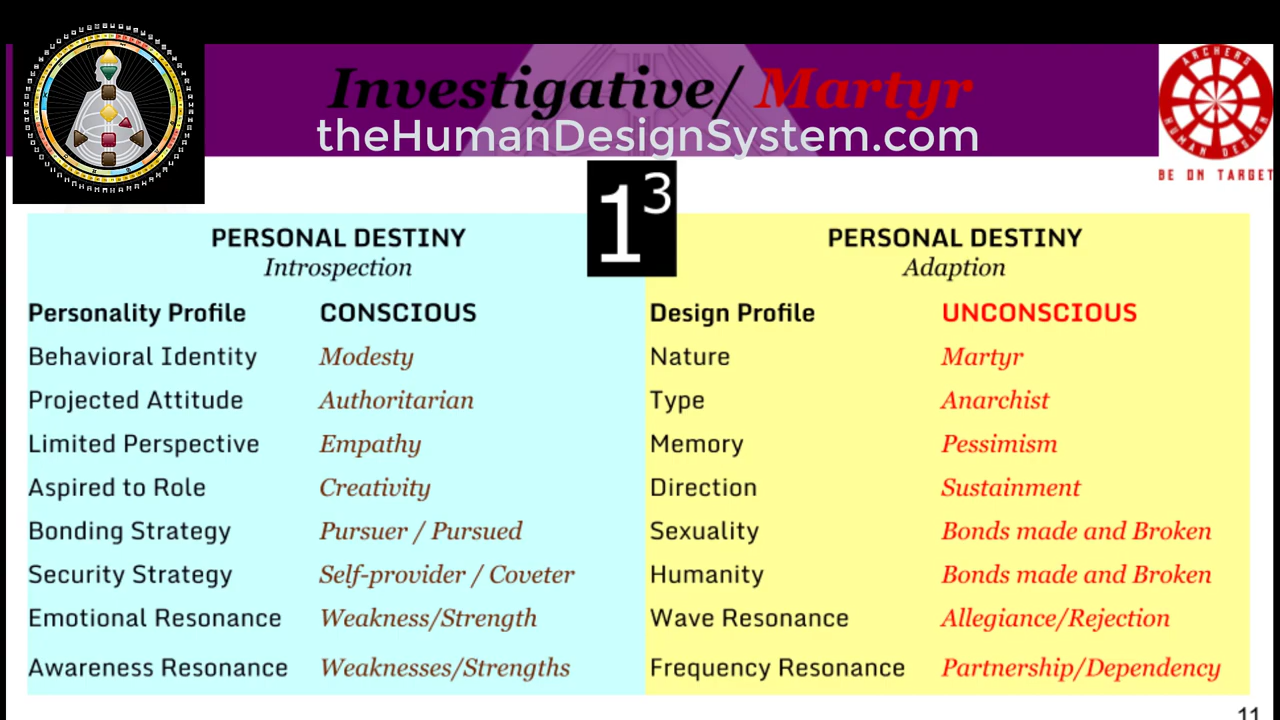 Investigative/ Martyr
theHumanDesignSystem.com
ARCHERS
HUMAN DESIGN
BE ON TARGET
1 3
PERSONAL DESTINY
Introspection
Personality Profile CONSCIOUS
Behavioral Identity Modesty
Projected Attitude Authoritarian
Limited Perspective Empathy
Aspired to Role Creativity
Bonding Strategy Pursuer / Pursued
Security Strategy Self-provider / Coveter
Emotional Resonance Weakness/Strength
Awareness Resonance Weaknesses/Strengths
PERSONAL DESTINY
Adaption
Design Profile UNCONSCIOUS
Nature Martyr
Type Anarchist
Memory Pessimism
Direction Sustainment
Sexuality Bonds made and Broken
Humanity Bonds made and Broken
Wave Resonance Allegiance/Rejection
Frequency Resonance Partnership/Dependency
11